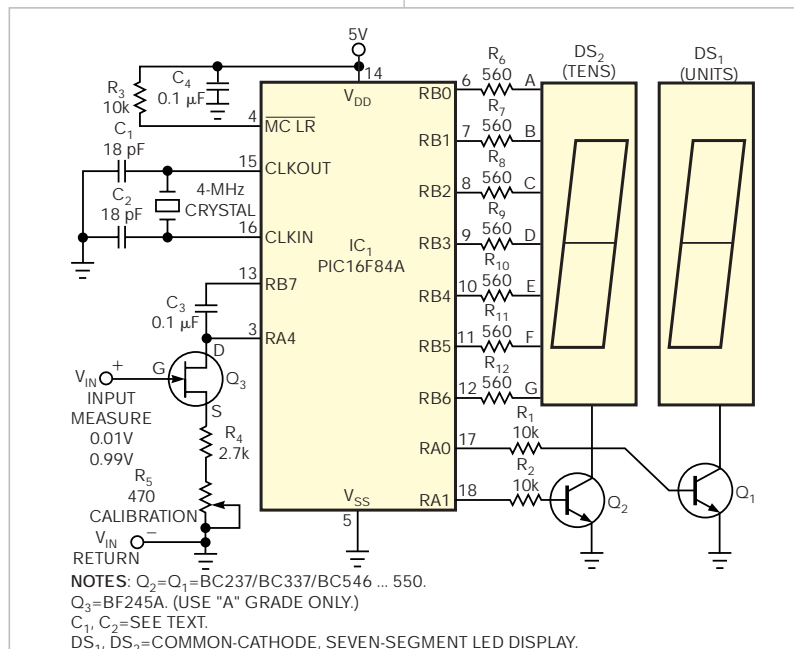 5V
R3
10k
C4
0.1 µF
14
VDD
4
MC LR
C1
18 pF
15
CLKOUT
4-MHz
CRYSTAL
C2
18 pF
16
CLKIN
IC1
PIC16F84A
13
RB7
C3
0.1 µF
3
RA4
D
G
S
Q3
VIN
+
INPUT
MEASURE
0.01V
0.99V
R4
2.7k
R5
470
CALIBRATION
VIN
−
RETURN
VSS
5
RB0
6
R6
560
A
RB1
7
R7
560
B
RB2
8
R8
560
C
RB3
9
R9
560
D
RB4
10
R10
560
E
RB5
11
R11
560
F
RB6
12
R12
560
G
RA0
17
R1
10k
RA1
18
R2
10k
DS2
(TENS)
DS1
(UNITS)
Q2
Q1
NOTES: Q2=Q1=BC237/BC337/BC546 ... 550.
Q3=BF245A. (USE "A" GRADE ONLY.)
C1, C2=SEE TEXT.
DS1, DS2=COMMON-CATHODE, SEVEN-SEGMENT LED DISPLAY.